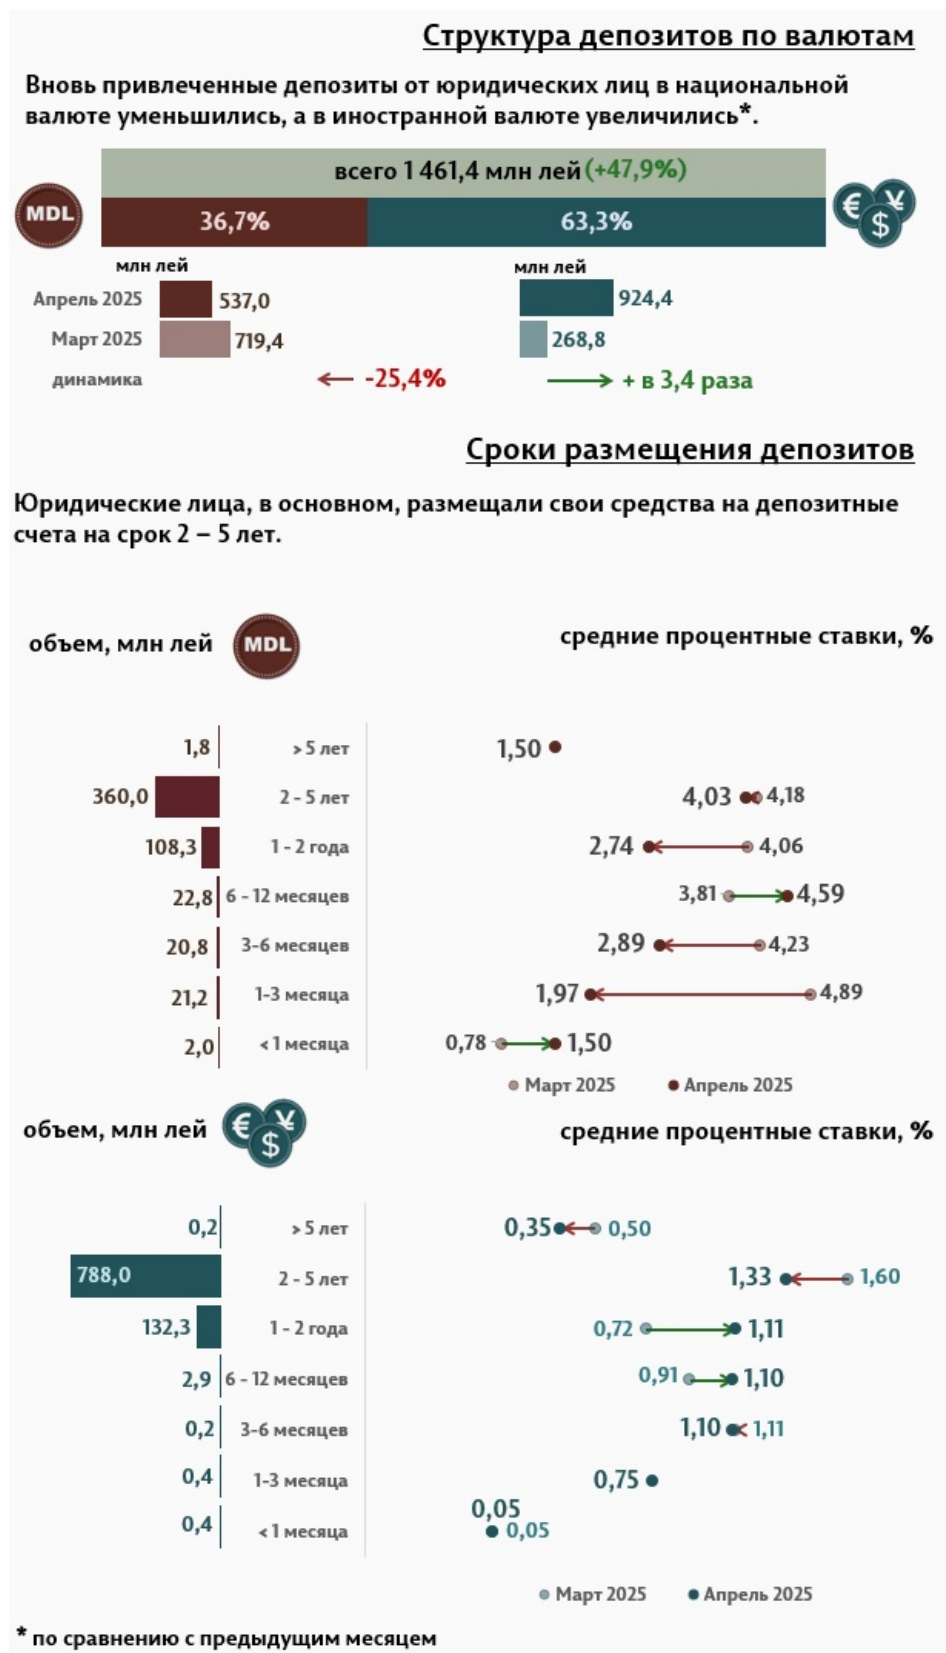 Структура депозитов по валютам
Вновь привлеченные депозиты от юридических лиц в национальной
валюте уменьшились, а в иностранной валюте увеличились*.
всего 1 461,4 млн лей (+47,9%)
MDL
36,7%
63,3%
€ ¥ $
млн лей
млн лей
Апрель 2025
537,0
924,4
Март 2025
719,4
268,8
динамика
-25,4%
+ в 3,4 раза
Сроки размещения депозитов
Юридические лица, в основном, размещали свои средства на депозитные
счета на срок 2 – 5 лет.
объем, млн лей
MDL
средние процентные ставки, %
1,8 > 5 лет 1,50
360,0 2 - 5 лет 4,03 4,18
108,3 1 - 2 года 2,74 4,06
22,8 6 - 12 месяцев 3,81 4,59
20,8 3-6 месяцев 2,89 4,23
21,2 1-3 месяца 1,97 4,89
2,0 < 1 месяца 0,78 1,50
Март 2025 Апрель 2025
объем, млн лей
€ ¥ $
средние процентные ставки, %
0,2 > 5 лет 0,35 0,50
788,0 2 - 5 лет 1,33 1,60
132,3 1 - 2 года 0,72 1,11
2,9 6 - 12 месяцев 0,91 1,10
0,2 3-6 месяцев 1,10 1,11
0,4 1-3 месяца 0,75
0,05
0,4 < 1 месяца 0,05
Март 2025 Апрель 2025
* по сравнению с предыдущим месяцем